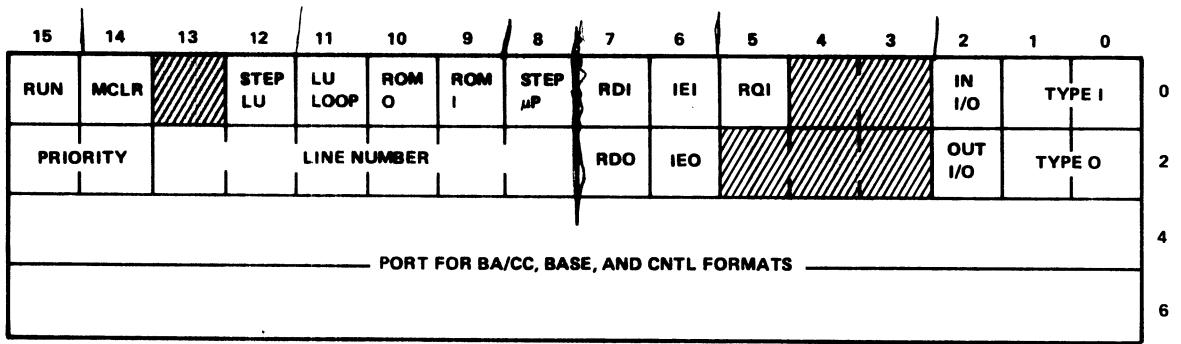 15 14 13 12 11 10 9 8 7 6 5 4 3 2 1 0
RUN MCLR STEP LU LU LOOP ROM O ROM I STEP μP RDI IEI RQI IN I/O TYPE I 0
PRIORITY LINE NUMBER RDO IEO OUT I/O TYPE O 2
4
PORT FOR BA/CC, BASE, AND CNTL FORMATS
6